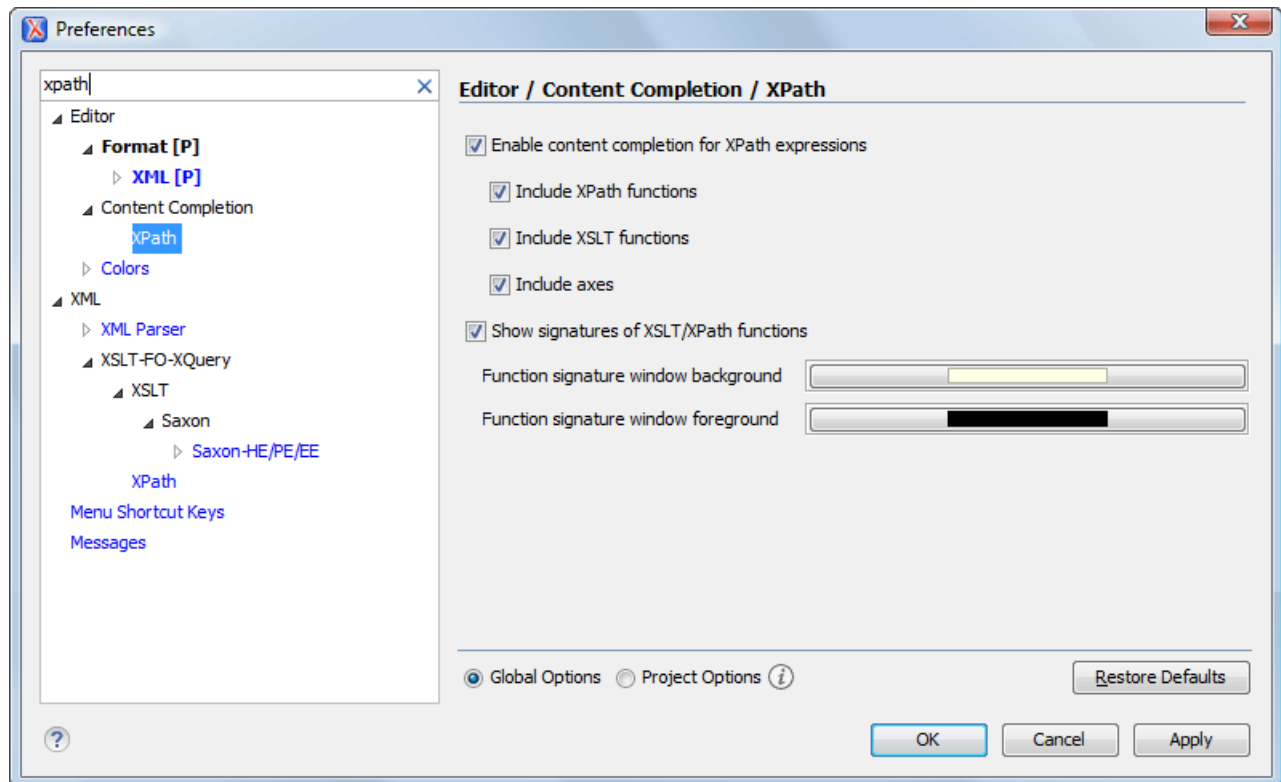 Preferences
xpath
Editor
Format [P]
XML [P]
Content Completion
XPath
Colors
XML
XML Parser
XSLT-FO-XQuery
XSLT
Saxon
Saxon-HE/PE/EE
XPath
Menu Shortcut Keys
Messages
Editor / Content Completion / XPath
Enable content completion for XPath expressions
Include XPath functions
Include XSLT functions
Include axes
Show signatures of XSLT/XPath functions
Function signature window background
Function signature window foreground
Global Options Project Options i
Restore Defaults
? OK Cancel Apply